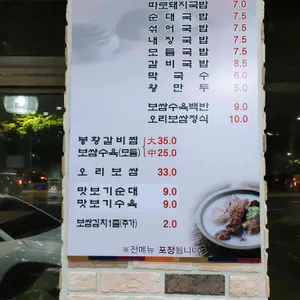 따로돼지국밥 7.0
순대국밥 7.5
섞어국밥 7.5
내장국밥 7.5
모듬국밥 7.5
갈비국밥 8.5
막국수 6.0
왕만두 5.0
보쌈수육백반 9.0
오리보쌈정식 10.0
봉황갈비찜 大35.0
보쌈수육(모듬) 中25.0
오리보쌈 33.0
맛보기순대 9.0
맛보기수육 9.0
보쌈김치1접(추가) 2.0
※전메뉴 포장됩니다